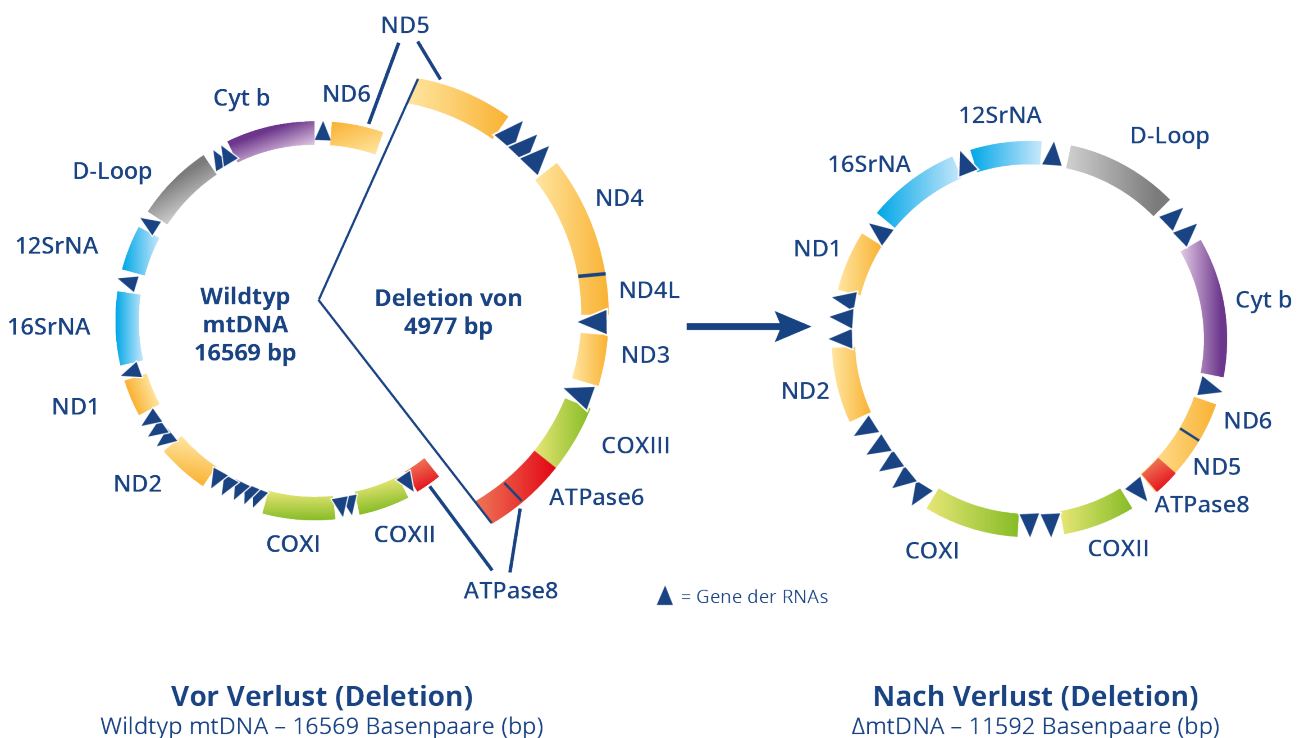 ND5
Cyt b
ND6
D-Loop
12SrNA
16SrNA
ND1
ND2
COXI
COXII
ATPase8
Wildtyp
mtDNA
16569 bp
Deletion von
4977 bp
ND4
ND4L
ND3
COXIII
ATPase6
12SrNA
D-Loop
16SrNA
ND1
Cyt b
ND2
ND6
ND5
ATPase8
COXI
COXII
= Gene der RNAs
Vor Verlust (Deletion)
Wildtyp mtDNA – 16569 Basenpaare (bp)
Nach Verlust (Deletion)
ΔmtDNA – 11592 Basenpaare (bp)